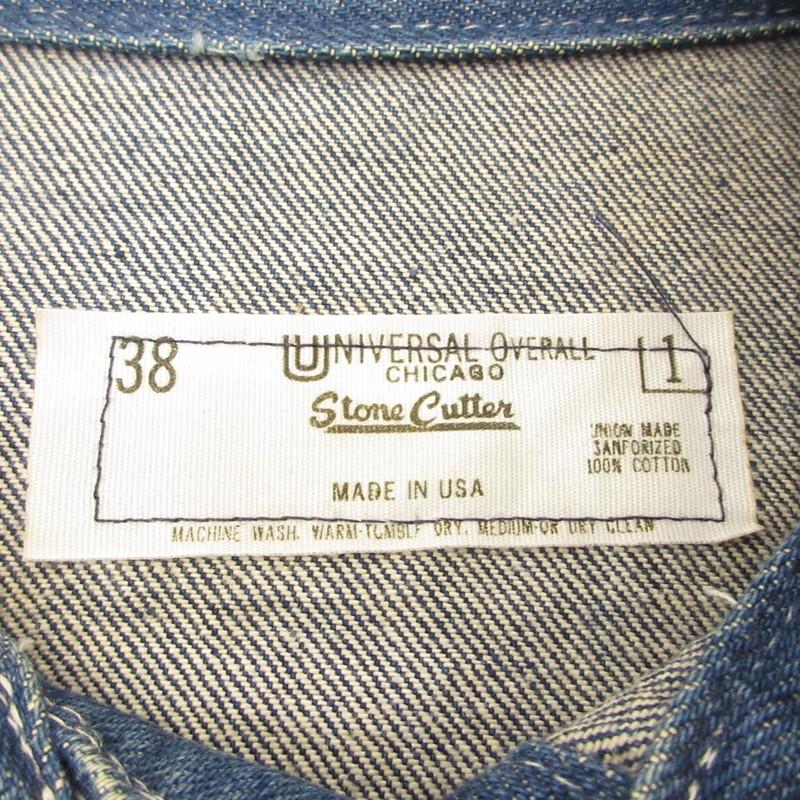 38
UNIVERSAL OVERALL
1
CHICAGO
Stone Cutter
UNION MADE
SANFORIZED
100% COTTON
MADE IN USA
MACHINE WASH. WARM-TUMBLE DRY. MEDIUM-OR DRY CLEAN